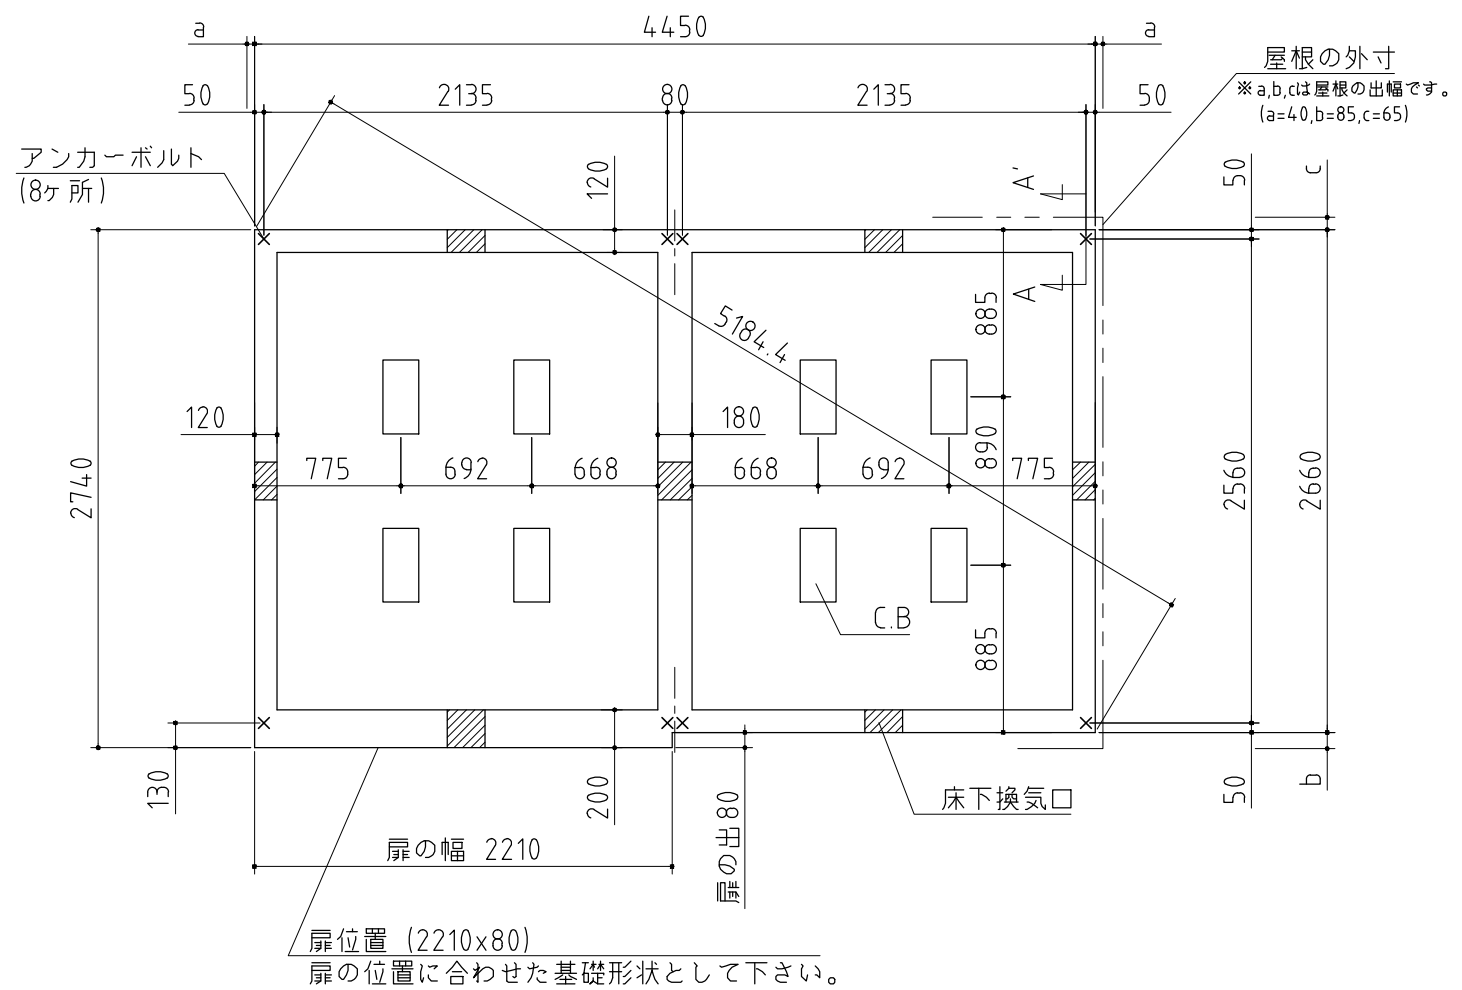 a
4450
a
屋根の外寸
※a,b,cは屋根の出幅です。
(a=40,b=85,c=65)
50
2135
80
2135
50
アンカーボルト
(8ヶ所)
120
A'
50
c
A
885
5184.4
120
180
890
775
692
668
668
692
775
2740
2560
2660
C.B
885
130
200
扉の出80
床下換気口
50
b
扉の幅 2210
扉位置 (2210x80)
扉の位置に合わせた基礎形状として下さい。